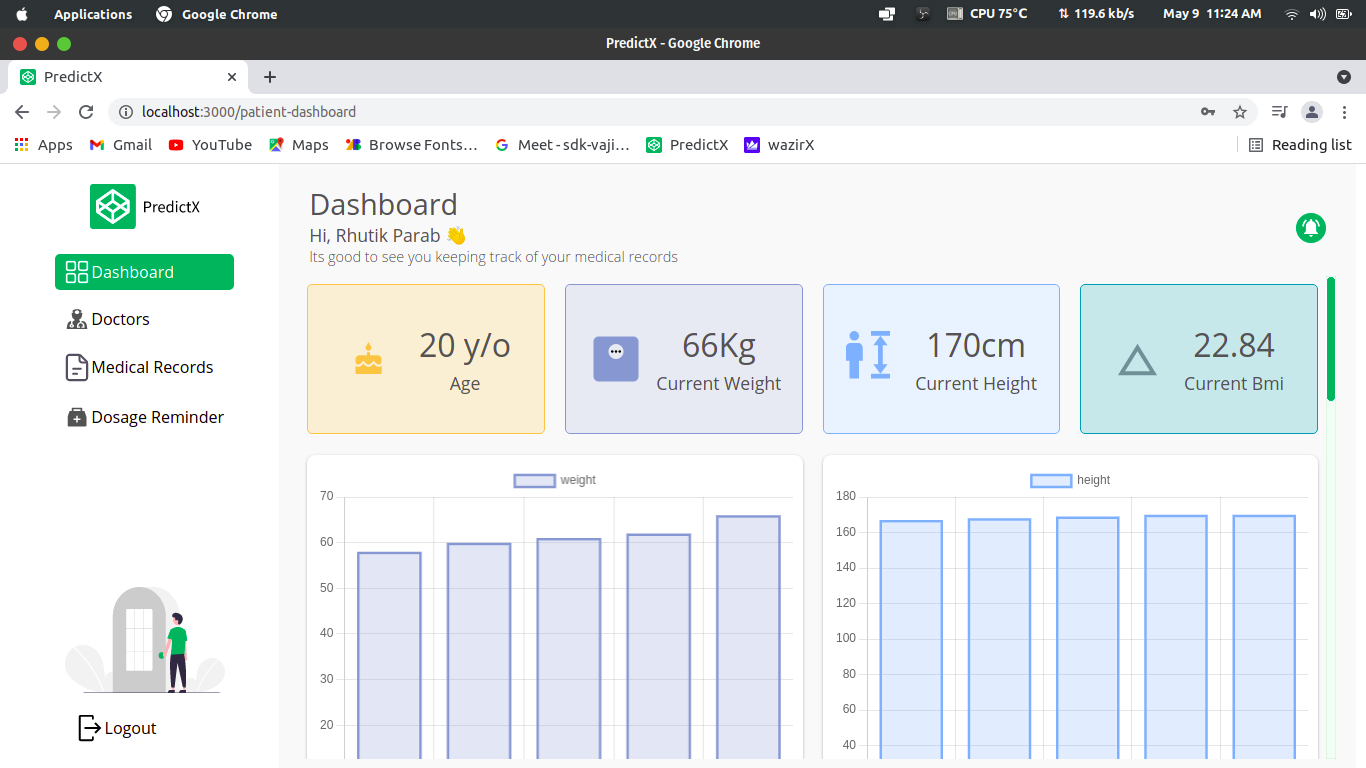 Applications Google Chrome CPU 75°C 119.6 kb/s May 9 11:24 AM
PredictX - Google Chrome
PredictX
localhost:3000/patient-dashboard
Apps Gmail YouTube Maps Browse Fonts... Meet - sdk-vaji... PredictX wazirX Reading list
PredictX
Dashboard
Doctors
Medical Records
Dosage Reminder
Logout
Dashboard
Hi, Rhutik Parab 👋
Its good to see you keeping track of your medical records
20 y/o
Age
66Kg
Current Weight
170cm
Current Height
22.84
Current Bmi
weight
70
60
50
40
30
20
height
180
160
140
120
100
80
60
40